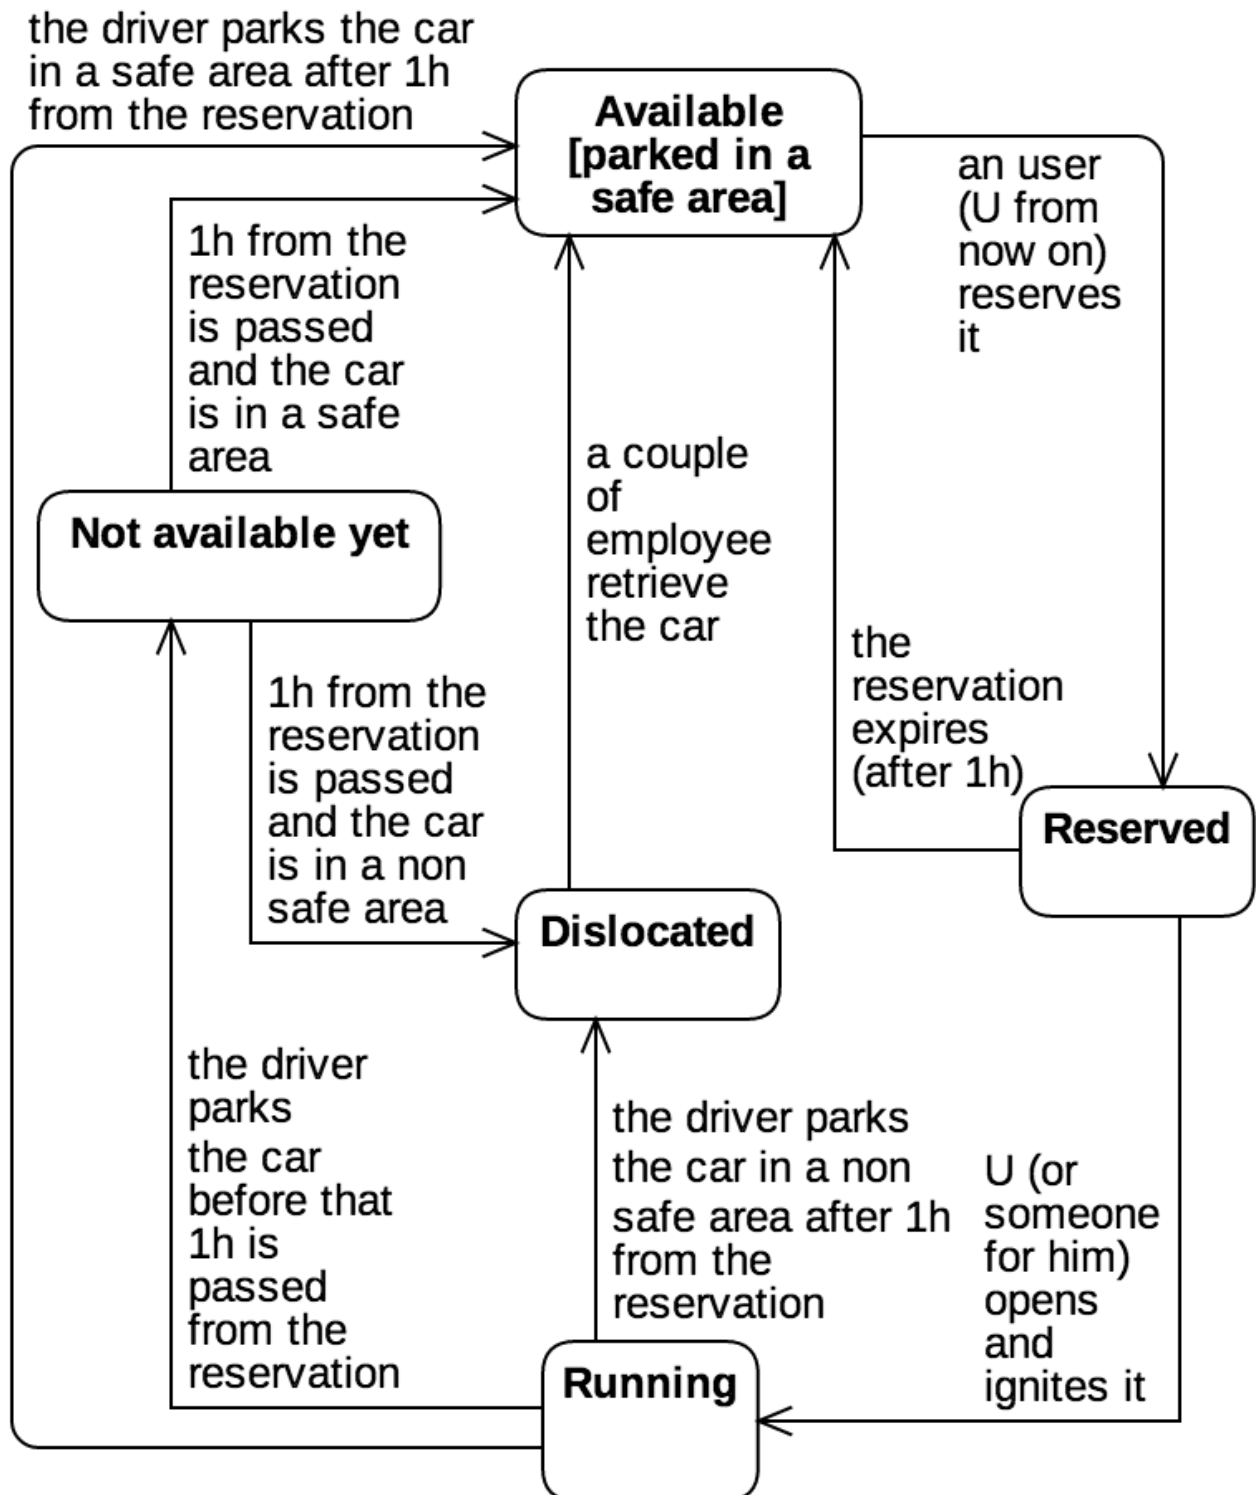 the driver parks the car
in a safe area after 1h
from the reservation
Available
[parked in a
safe area]
an user
(U from
now on)
reserves
it
1h from the
reservation
is passed
and the car
is in a safe
area
a couple
of
employee
retrieve
the car
Not available yet
the
reservation
expires
(after 1h)
1h from the
reservation
is passed
and the car
is in a non
safe area
Reserved
Dislocated
the driver
parks
the car
before that
1h is
passed
from the
reservation
the driver parks
the car in a non
safe area after 1h
from the
reservation
U (or
someone
for him)
opens
and
ignites it
Running